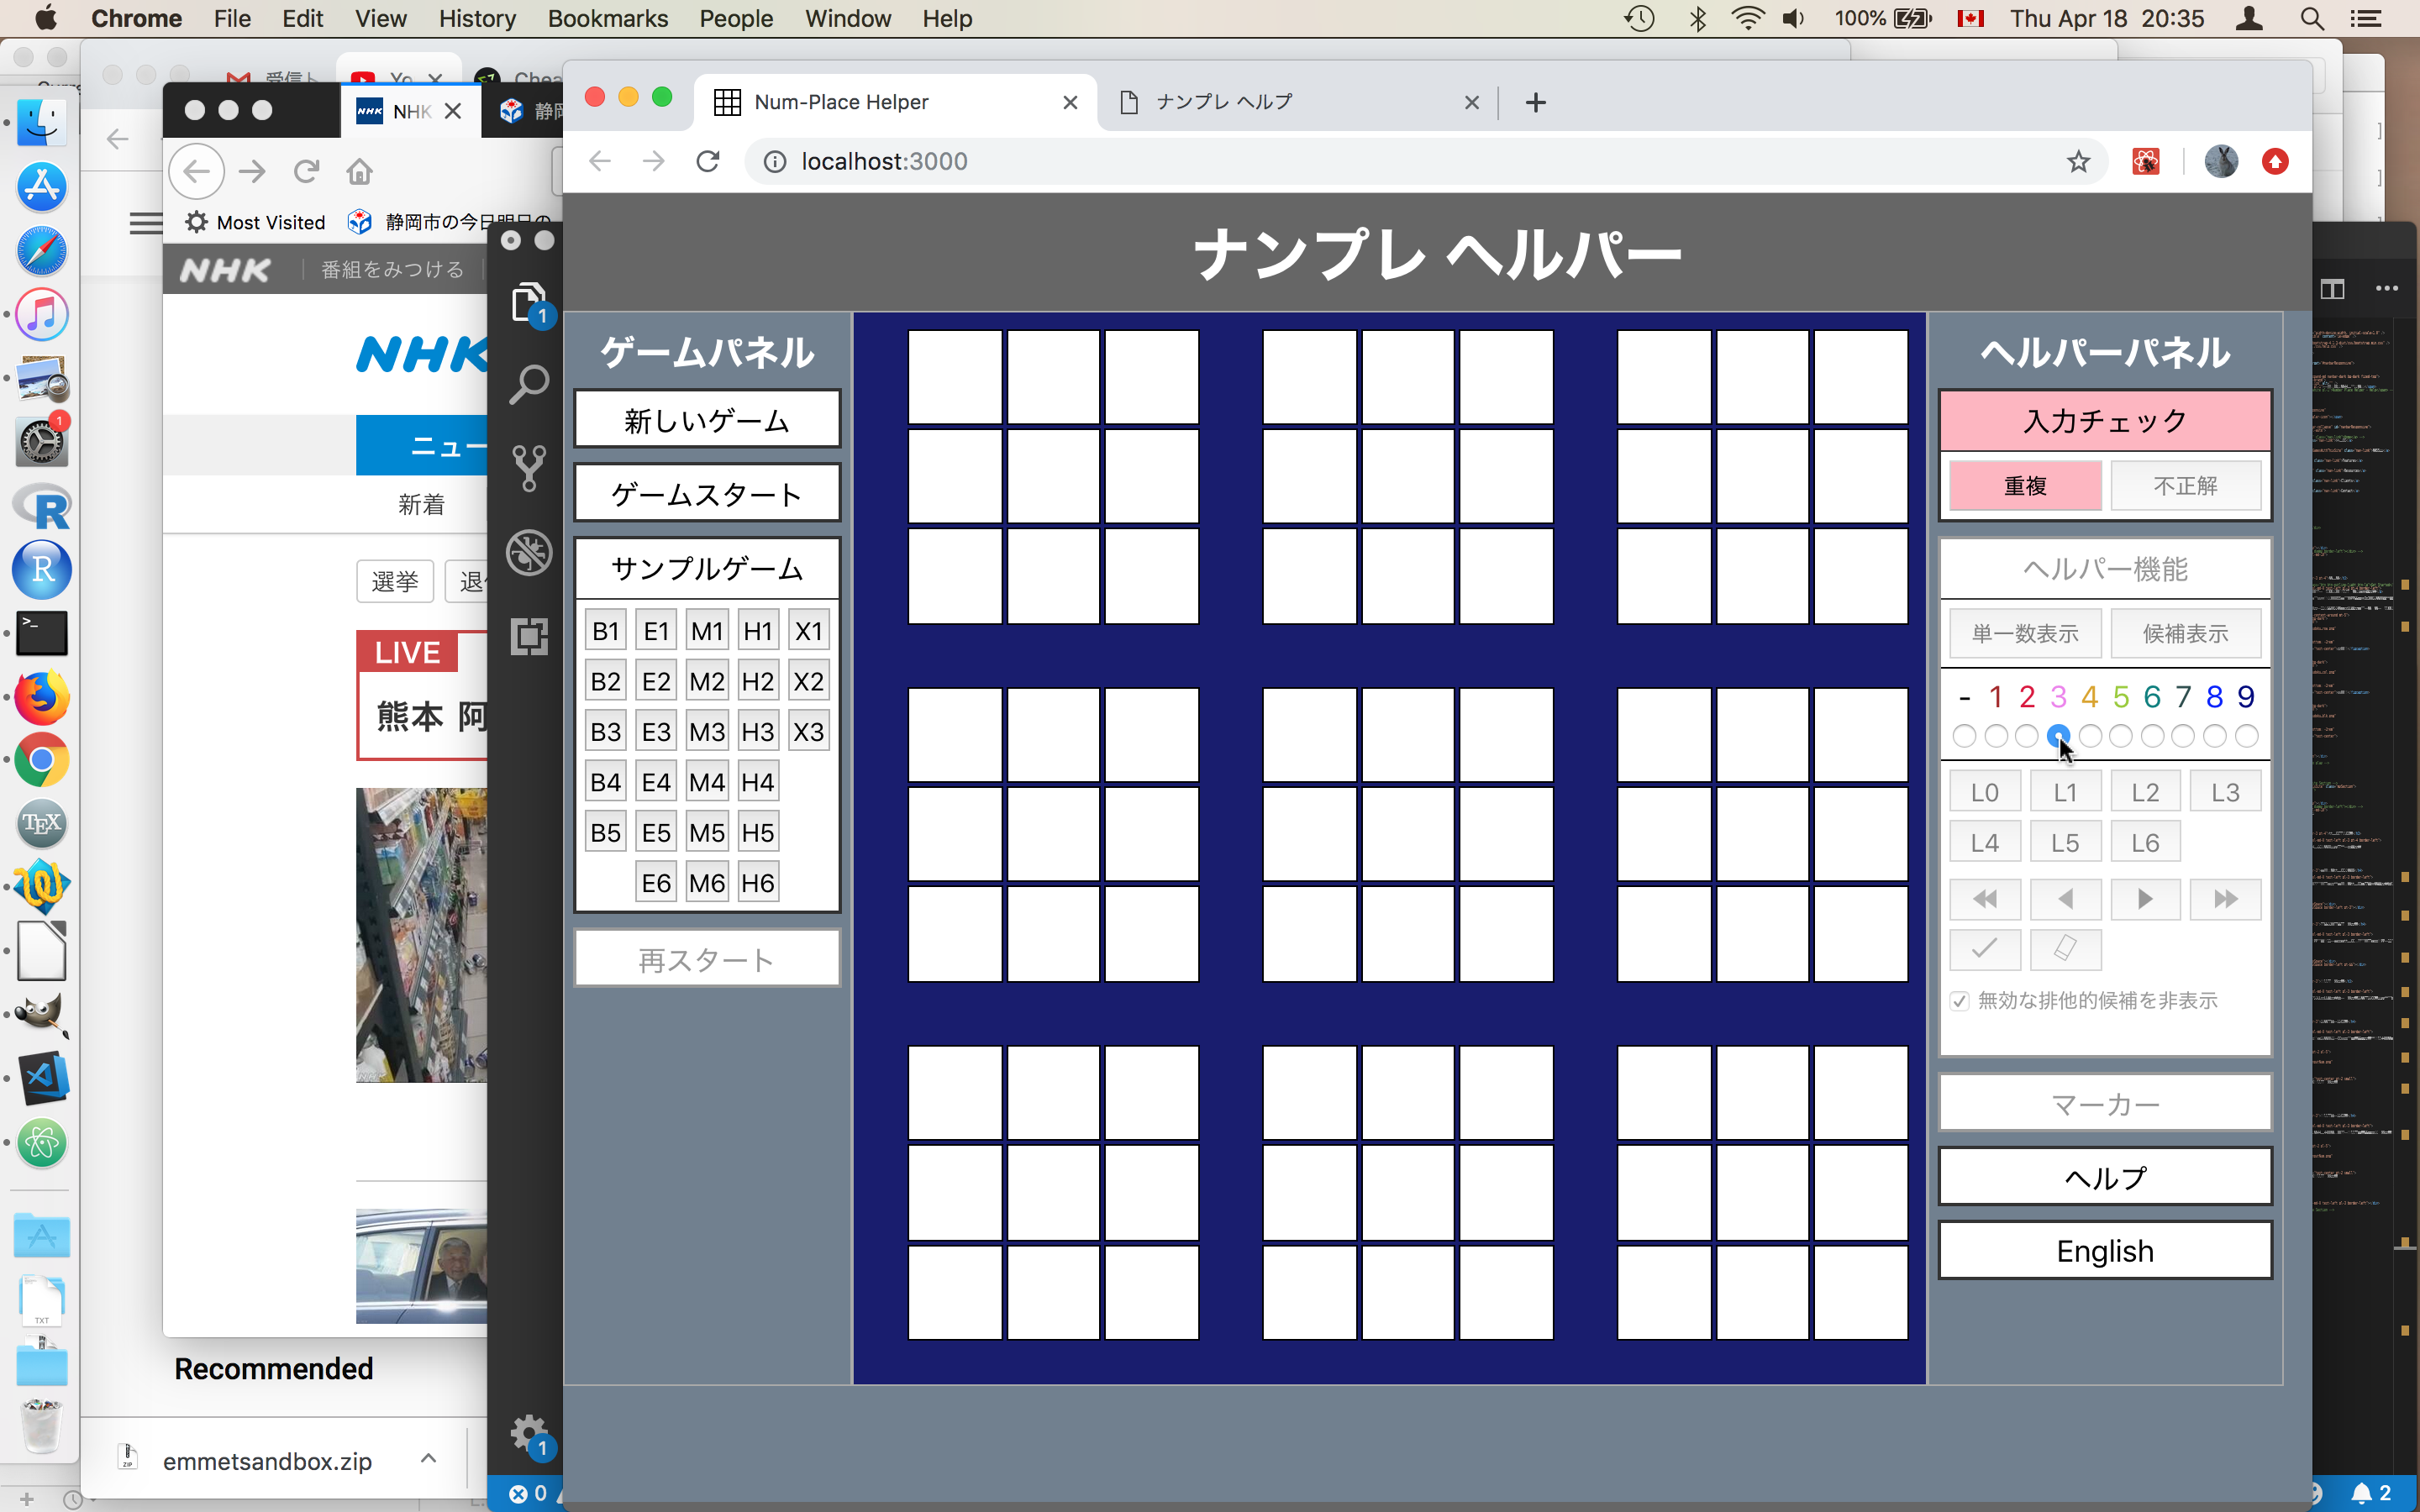 Chrome File Edit View History Bookmarks People Window Help 100% Thu Apr 18 20:35
受信ト Yo Chea
NHK 静岡
Num-Place Helper ナンプレ ヘルプ
localhost:3000
Most Visited 静岡市の今日明日の
NHK 番組をみつける
ナンプレ ヘルパー
NHK
ニュー
新着
選挙 退
LIVE
熊本 阿
Recommended
emmetsandbox.zip
1
1
0
ゲームパネル
新しいゲーム
ゲームスタート
サンプルゲーム
B1 E1 M1 H1 X1
B2 E2 M2 H2 X2
B3 E3 M3 H3 X3
B4 E4 M4 H4
B5 E5 M5 H5
E6 M6 H6
再スタート
ヘルパーパネル
入力チェック
重複 不正解
ヘルパー機能
単一数表示 候補表示
- 1 2 3 4 5 6 7 8 9
L0 L1 L2 L3
L4 L5 L6
無効な排他的候補を非表示
マーカー
ヘルプ
English
2
1
R
R
>_
TEX
TXT
ZIP